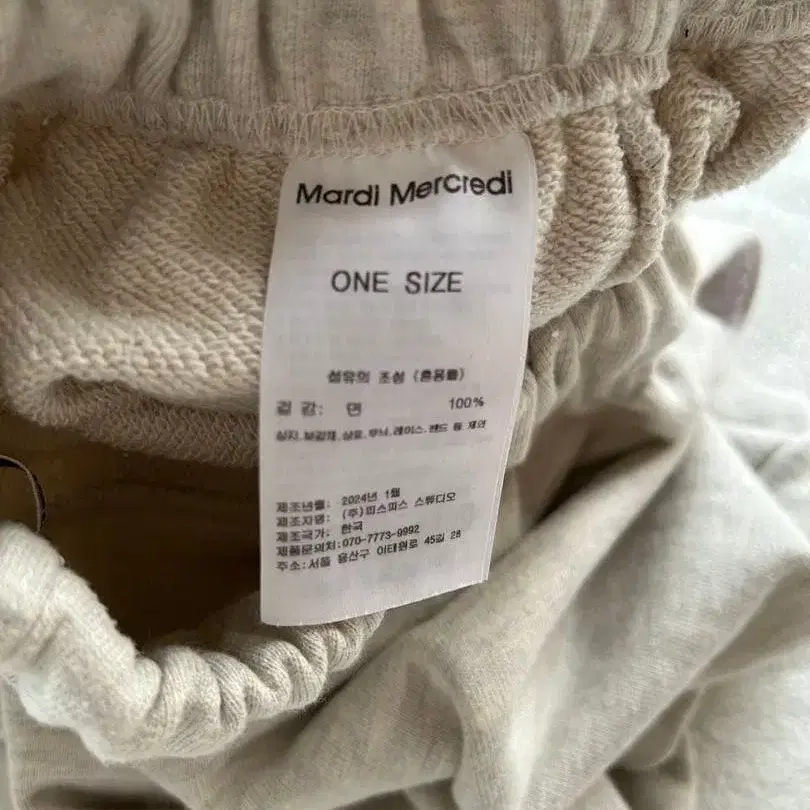 Mardi Mercredi
ONE SIZE
섬유의 조성 (혼용률)
겉 감: 면 100%
심지,보강재,상표,무늬,레이스,밴드 등 제외
제조년월: 2024년 1월
제조자명: (주)피스피스 스튜디오
제조국가: 한국
제품문의처:070-7773-9992
주소:서울 용산구 이태원로 45길 28